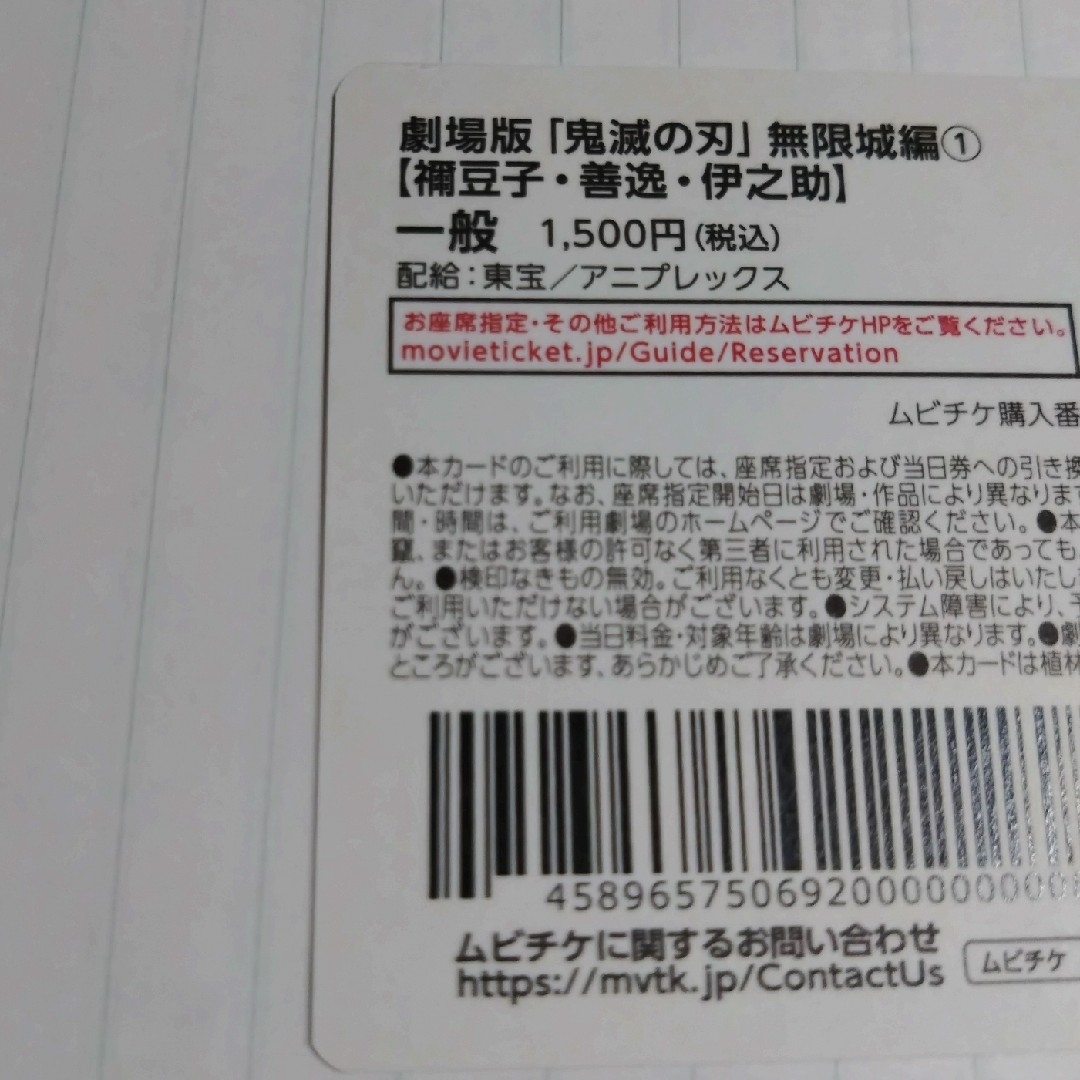 劇場版「鬼滅の刃」無限城編①
【禰豆子・善逸・伊之助】
一般 1,500円(税込)
配給：東宝／アニプレックス
お座席指定・その他ご利用方法はムビチケHPをご覧ください。
movieticket.jp/Guide/Reservation
ムビチケ購入番
●本カードのご利用に際しては、座席指定および当日券への引き換
いただけます。なお、座席指定開始日は劇場・作品により異なります
間・時間は、ご利用劇場のホームページでご確認ください。●本
、またはお客様の許可なく第三者に利用された場合であっても
ん。●検印なきもの無効。ご利用なくとも変更・払い戻しはいたし
ご利用いただけない場合がございます。●システム障害により、予
がございます。●当日料金・対象年齢は劇場により異なります。●劇
ところがございます、あらかじめご了承ください。●本カードは植林
45896575069200000000000
ムビチケに関するお問い合わせ
https://mvtk.jp/ContactUs
ムビチケ